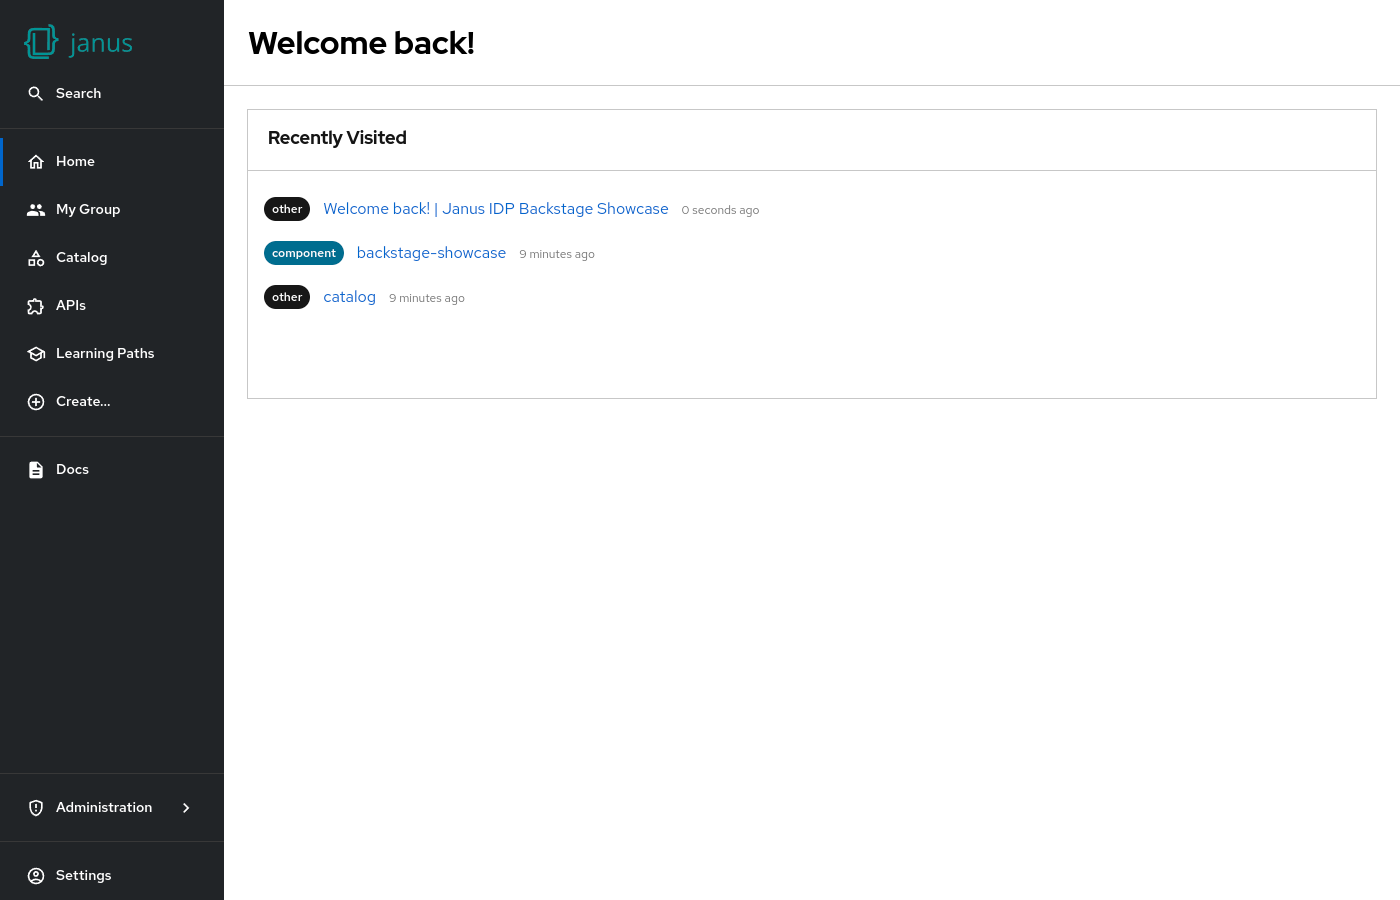 janus
Search
Home
My Group
Catalog
APIs
Learning Paths
Create...
Docs
Administration
Settings
Welcome back!
Recently Visited
other Welcome back! | Janus IDP Backstage Showcase 0 seconds ago
component backstage-showcase 9 minutes ago
other catalog 9 minutes ago